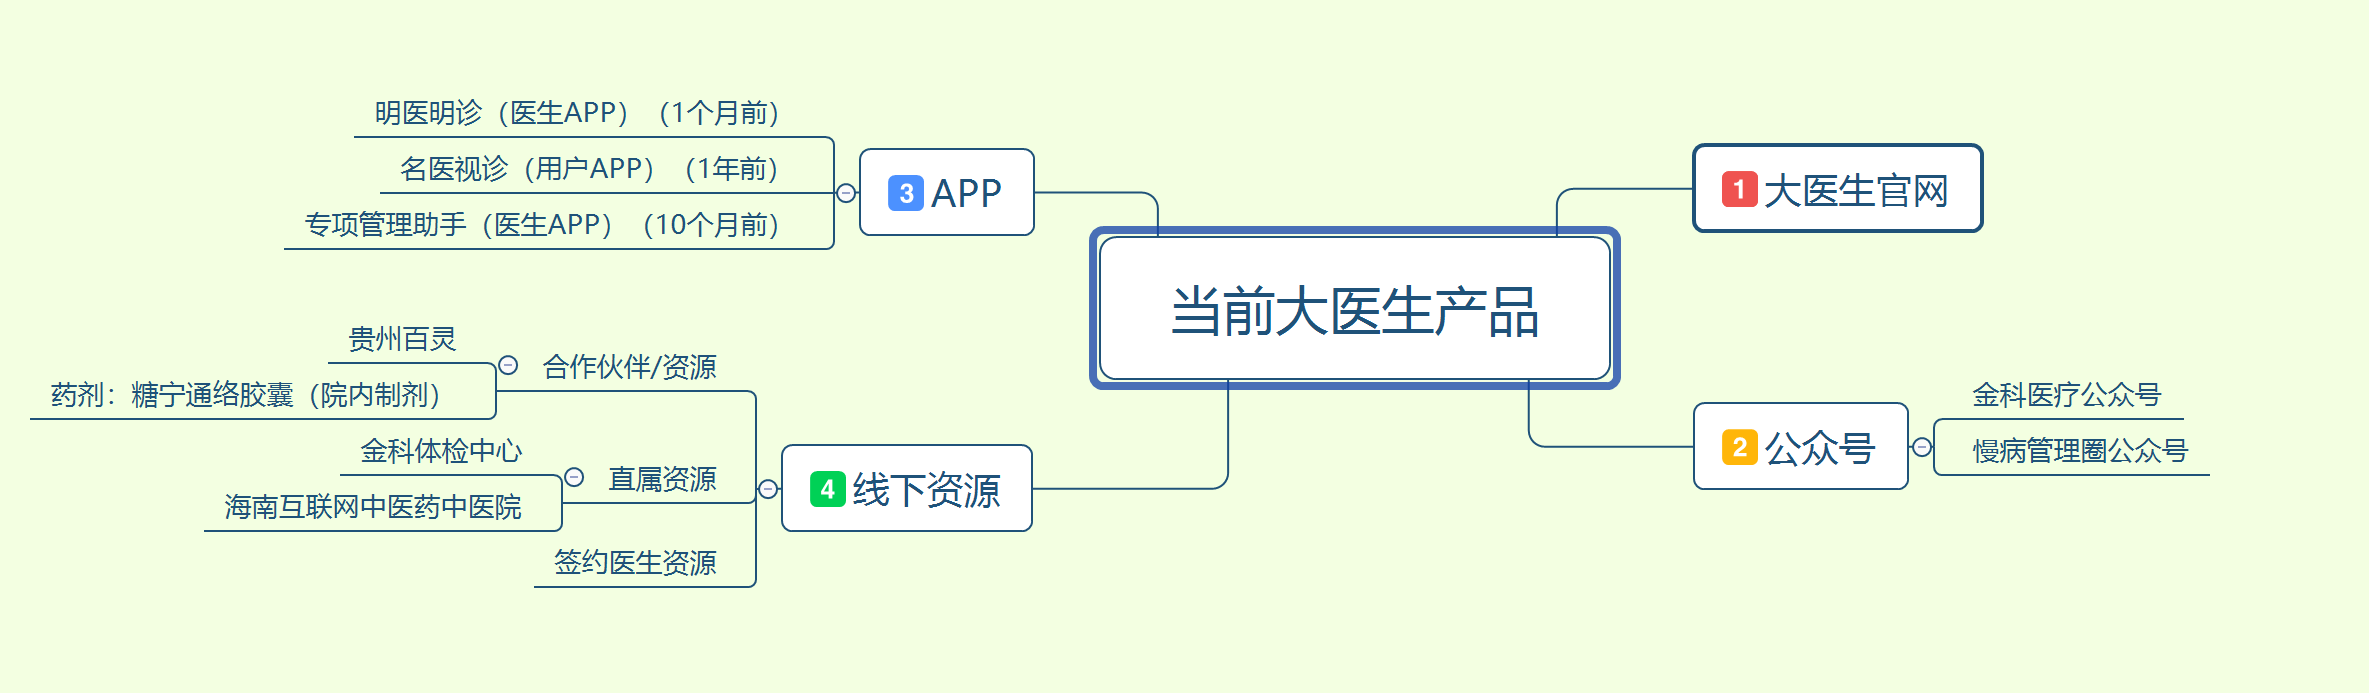 当前大医生产品
1 大医生官网
2 公众号
金科医疗公众号
慢病管理圈公众号
3 APP
明医明诊（医生APP）（1个月前）
名医视诊（用户APP）（1年前）
专项管理助手（医生APP）（10个月前）
4 线下资源
合作伙伴/资源
贵州百灵
药剂：糖宁通络胶囊（院内制剂）
直属资源
金科体检中心
海南互联网中医药中医院
签约医生资源